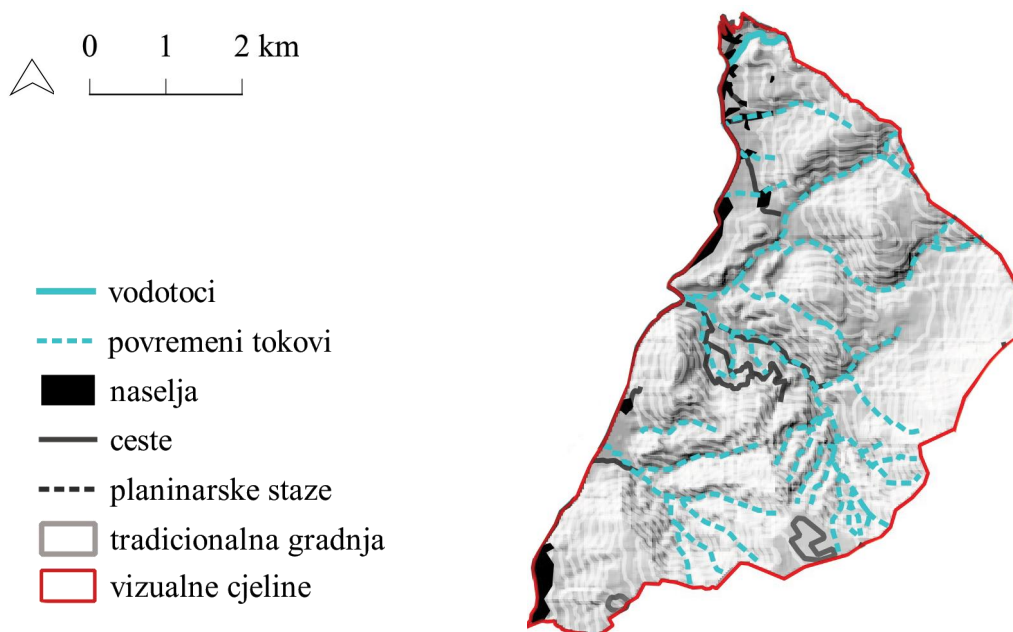 0 1 2 km
vodotoci
povremeni tokovi
naselja
ceste
planinarske staze
tradicionalna gradnja
vizualne cjeline